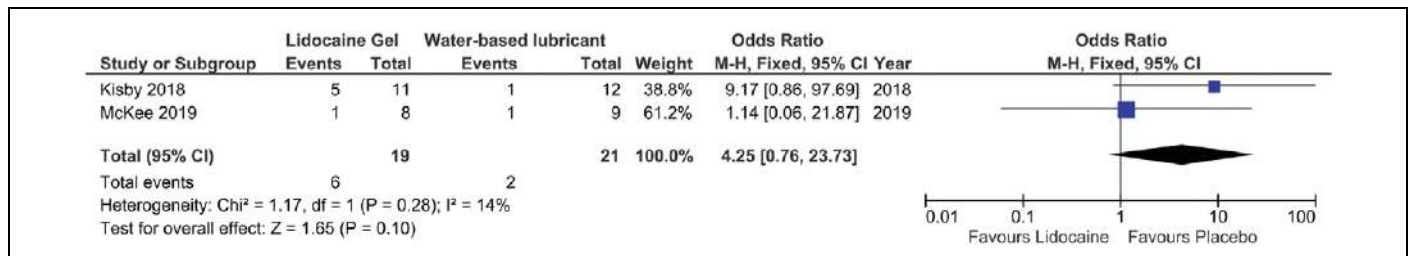 Lidocaine Gel Water-based lubricant Odds Ratio Odds Ratio
Study or Subgroup Events Total Events Total Weight M-H, Fixed, 95% CI Year M-H, Fixed, 95% CI
Kisby 2018 5 11 1 12 38.8% 9.17 [0.86, 97.69] 2018
McKee 2019 1 8 1 9 61.2% 1.14 [0.06, 21.87] 2019
Total (95% CI) 19 21 100.0% 4.25 [0.76, 23.73]
Total events 6 2
Heterogeneity: Chi² = 1.17, df = 1 (P = 0.28); I² = 14%
Test for overall effect: Z = 1.65 (P = 0.10)
0.01 0.1 1 10 100
Favours Lidocaine Favours Placebo